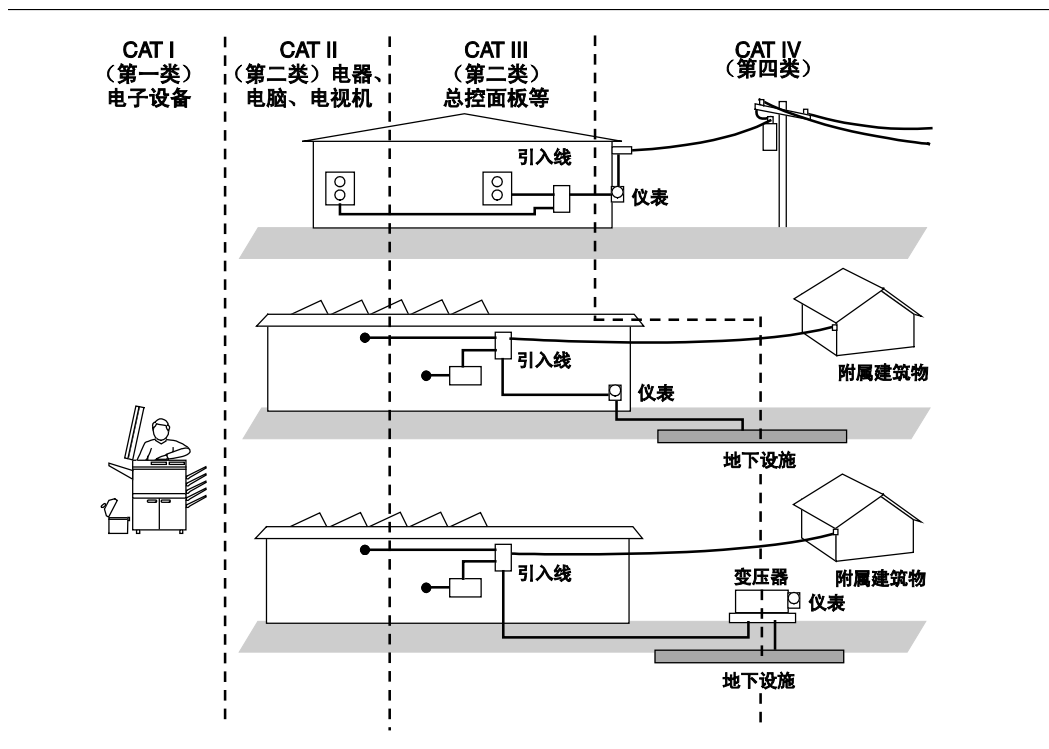 CAT I
（第一类）
电子设备
CAT II
（第二类）电器、
电脑、电视机
CAT III
（第二类）
总控面板等
CAT IV
（第四类）
引入线
仪表
引入线
仪表
附属建筑物
地下设施
引入线
变压器
仪表
附属建筑物
地下设施